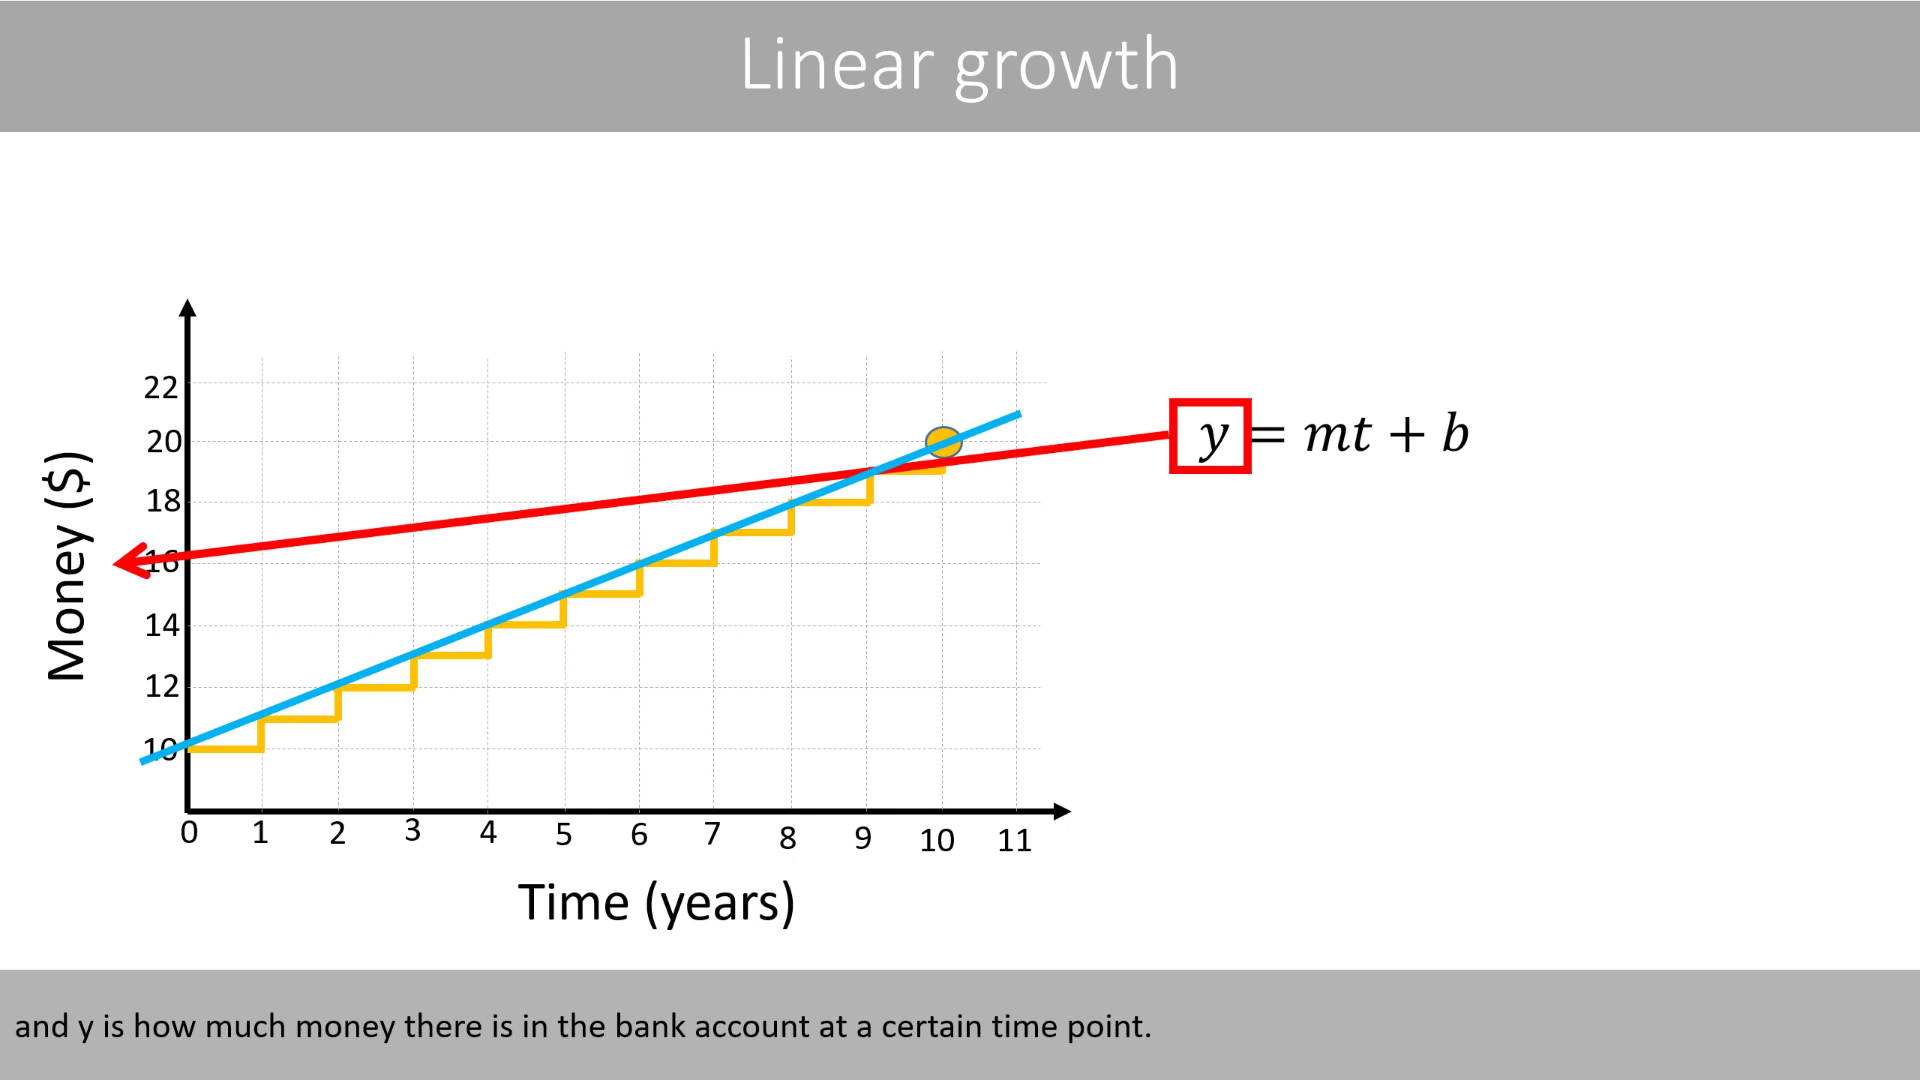 Linear growth
22
20
18
16
14
12
10
Money ($)
y = mt + b
0 1 2 3 4 5 6 7 8 9 10 11
Time (years)
and y is how much money there is in the bank account at a certain time point.